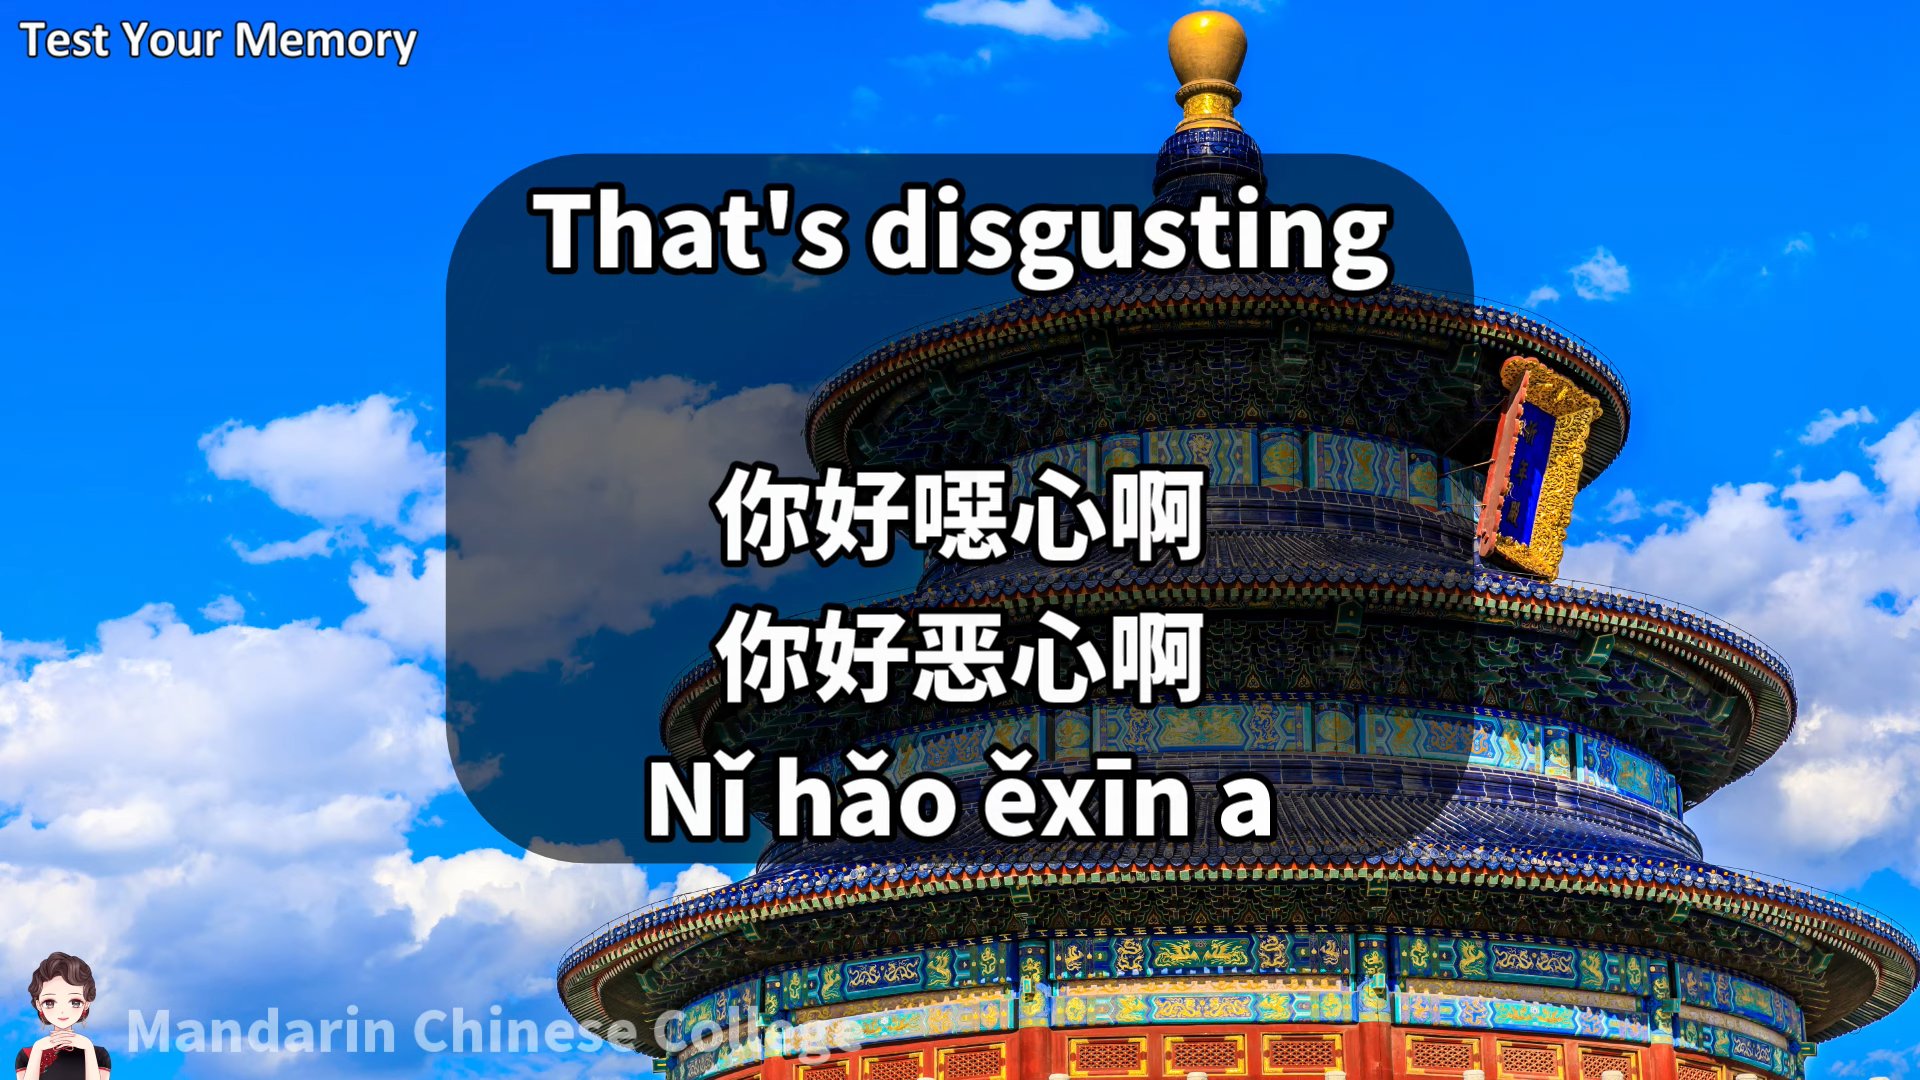 Test Your Memory
That's disgusting
你好噁心啊
你好恶心啊
Nǐ hǎo ěxīn a
Mandarin Chinese College